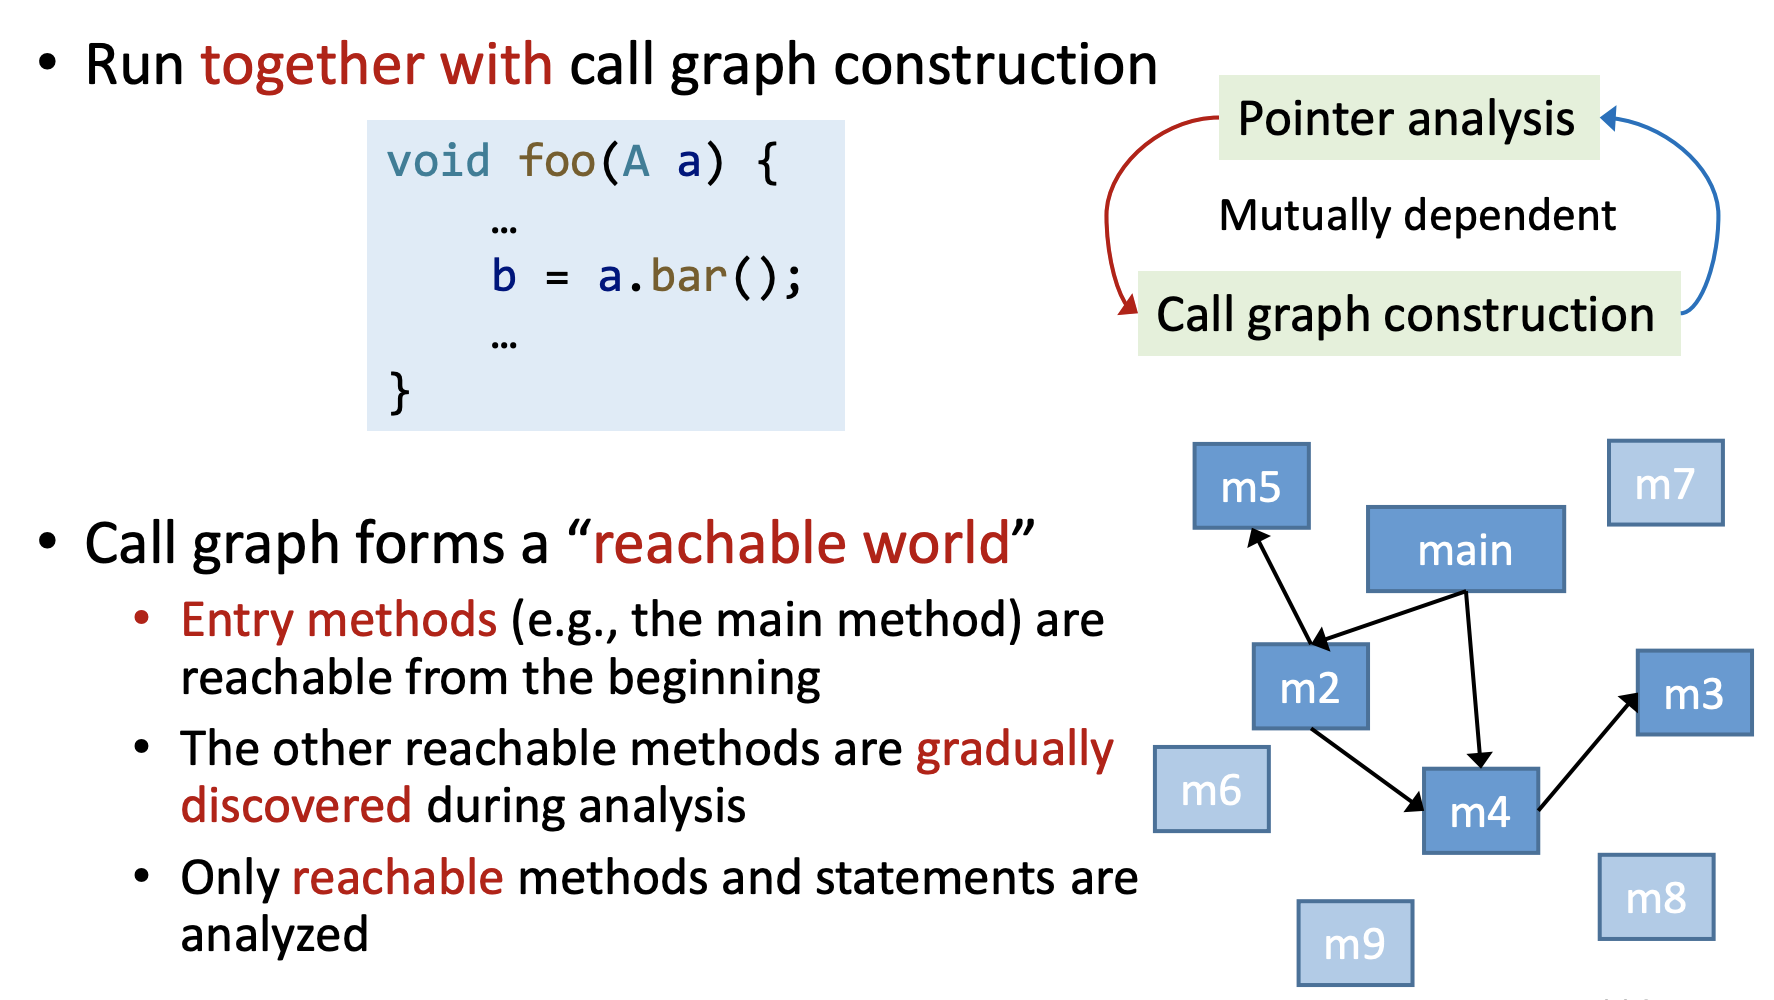 • Run together with call graph construction
void foo(A a) {
…
b = a.bar();
…
}
Pointer analysis
Mutually dependent
Call graph construction
• Call graph forms a “reachable world”
• Entry methods (e.g., the main method) are
reachable from the beginning
• The other reachable methods are gradually
discovered during analysis
• Only reachable methods and statements are
analyzed
m5
m7
main
m2
m3
m6
m4
m8
m9